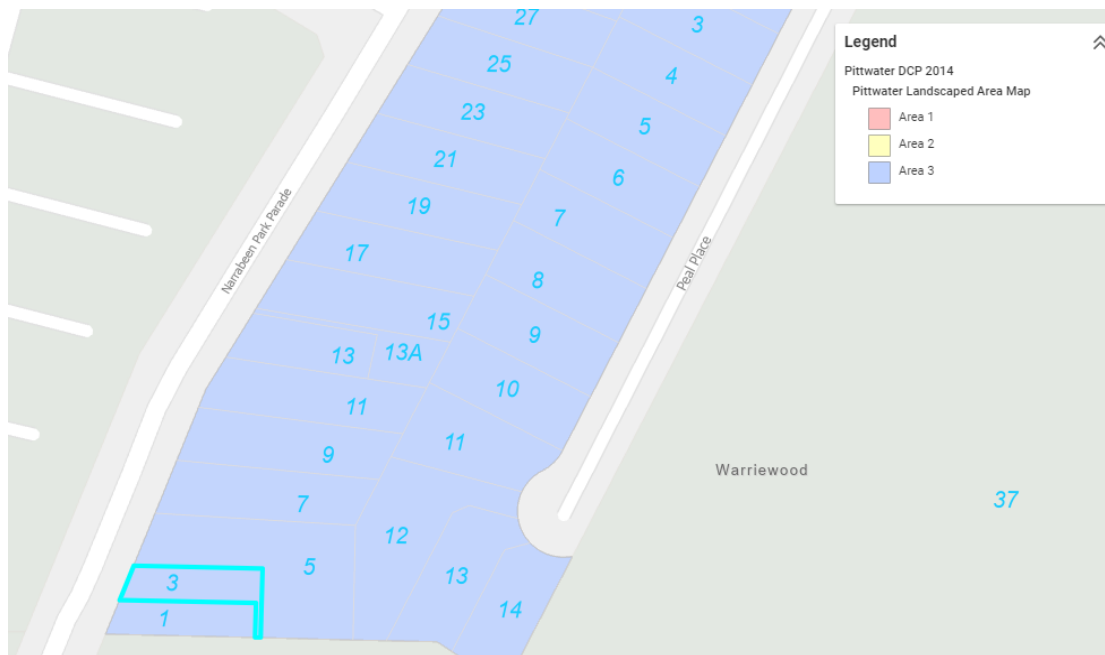 Legend
Pittwater DCP 2014
Pittwater Landscaped Area Map
Area 1
Area 2
Area 3
27
3
25
4
23
5
21
6
19
7
17
8
15
9
13
13A
10
11
11
9
7
12
5
13
3
14
1
37
Narrabeen Park Parade
Peal Place
Warriewood